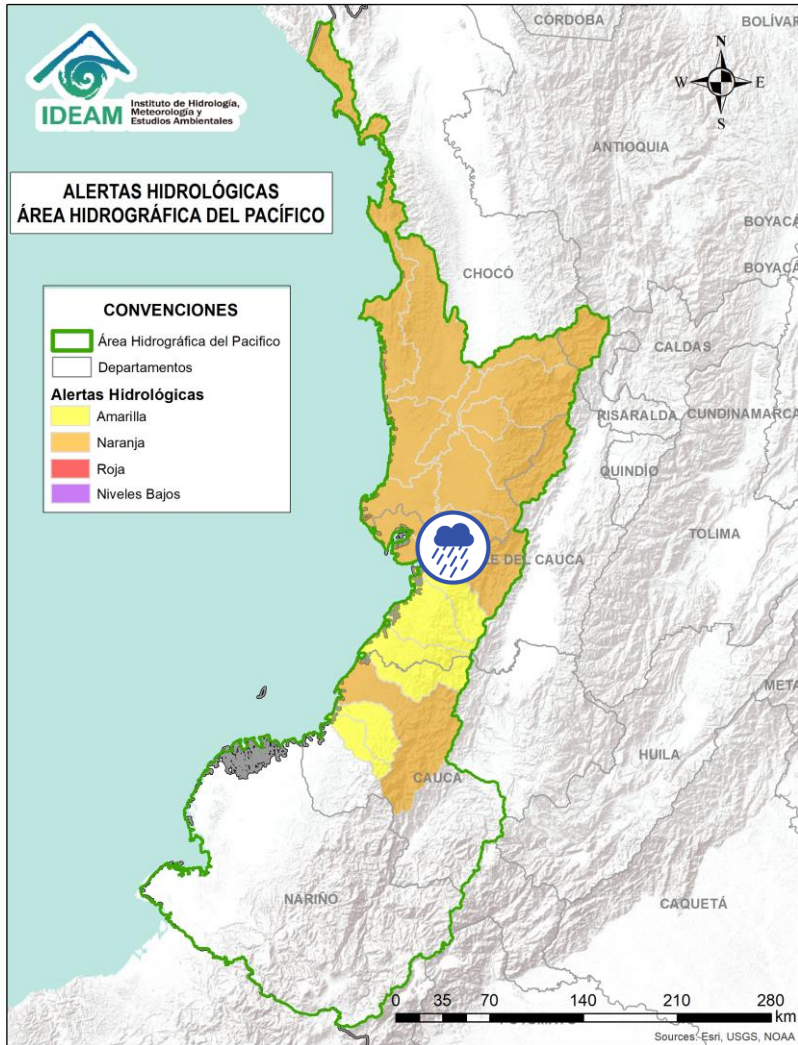 CÓRDOBA
BOLÍVAR
N
W
E
S
IDEAM
Instituto de Hidrología,
Meteorología y
Estudios Ambientales
ANTIOQUIA
ALERTAS HIDROLÓGICAS
ÁREA HIDROGRÁFICA DEL PACÍFICO
BOYACÁ
BOYACÁ
CHOCÓ
CONVENCIONES
Área Hidrográfica del Pacifico
Departamentos
Alertas Hidrológicas
Amarilla
Naranja
Roja
Niveles Bajos
CALDAS
RISARALDA
CUNDINAMARCA
QUINDÍO
TOLIMA
DEL CAUCA
META
HUILA
CAUCA
NARIÑO
CAQUETÁ
0 35 70 140 210 280
km
Sources: Esri, USGS, NOAA